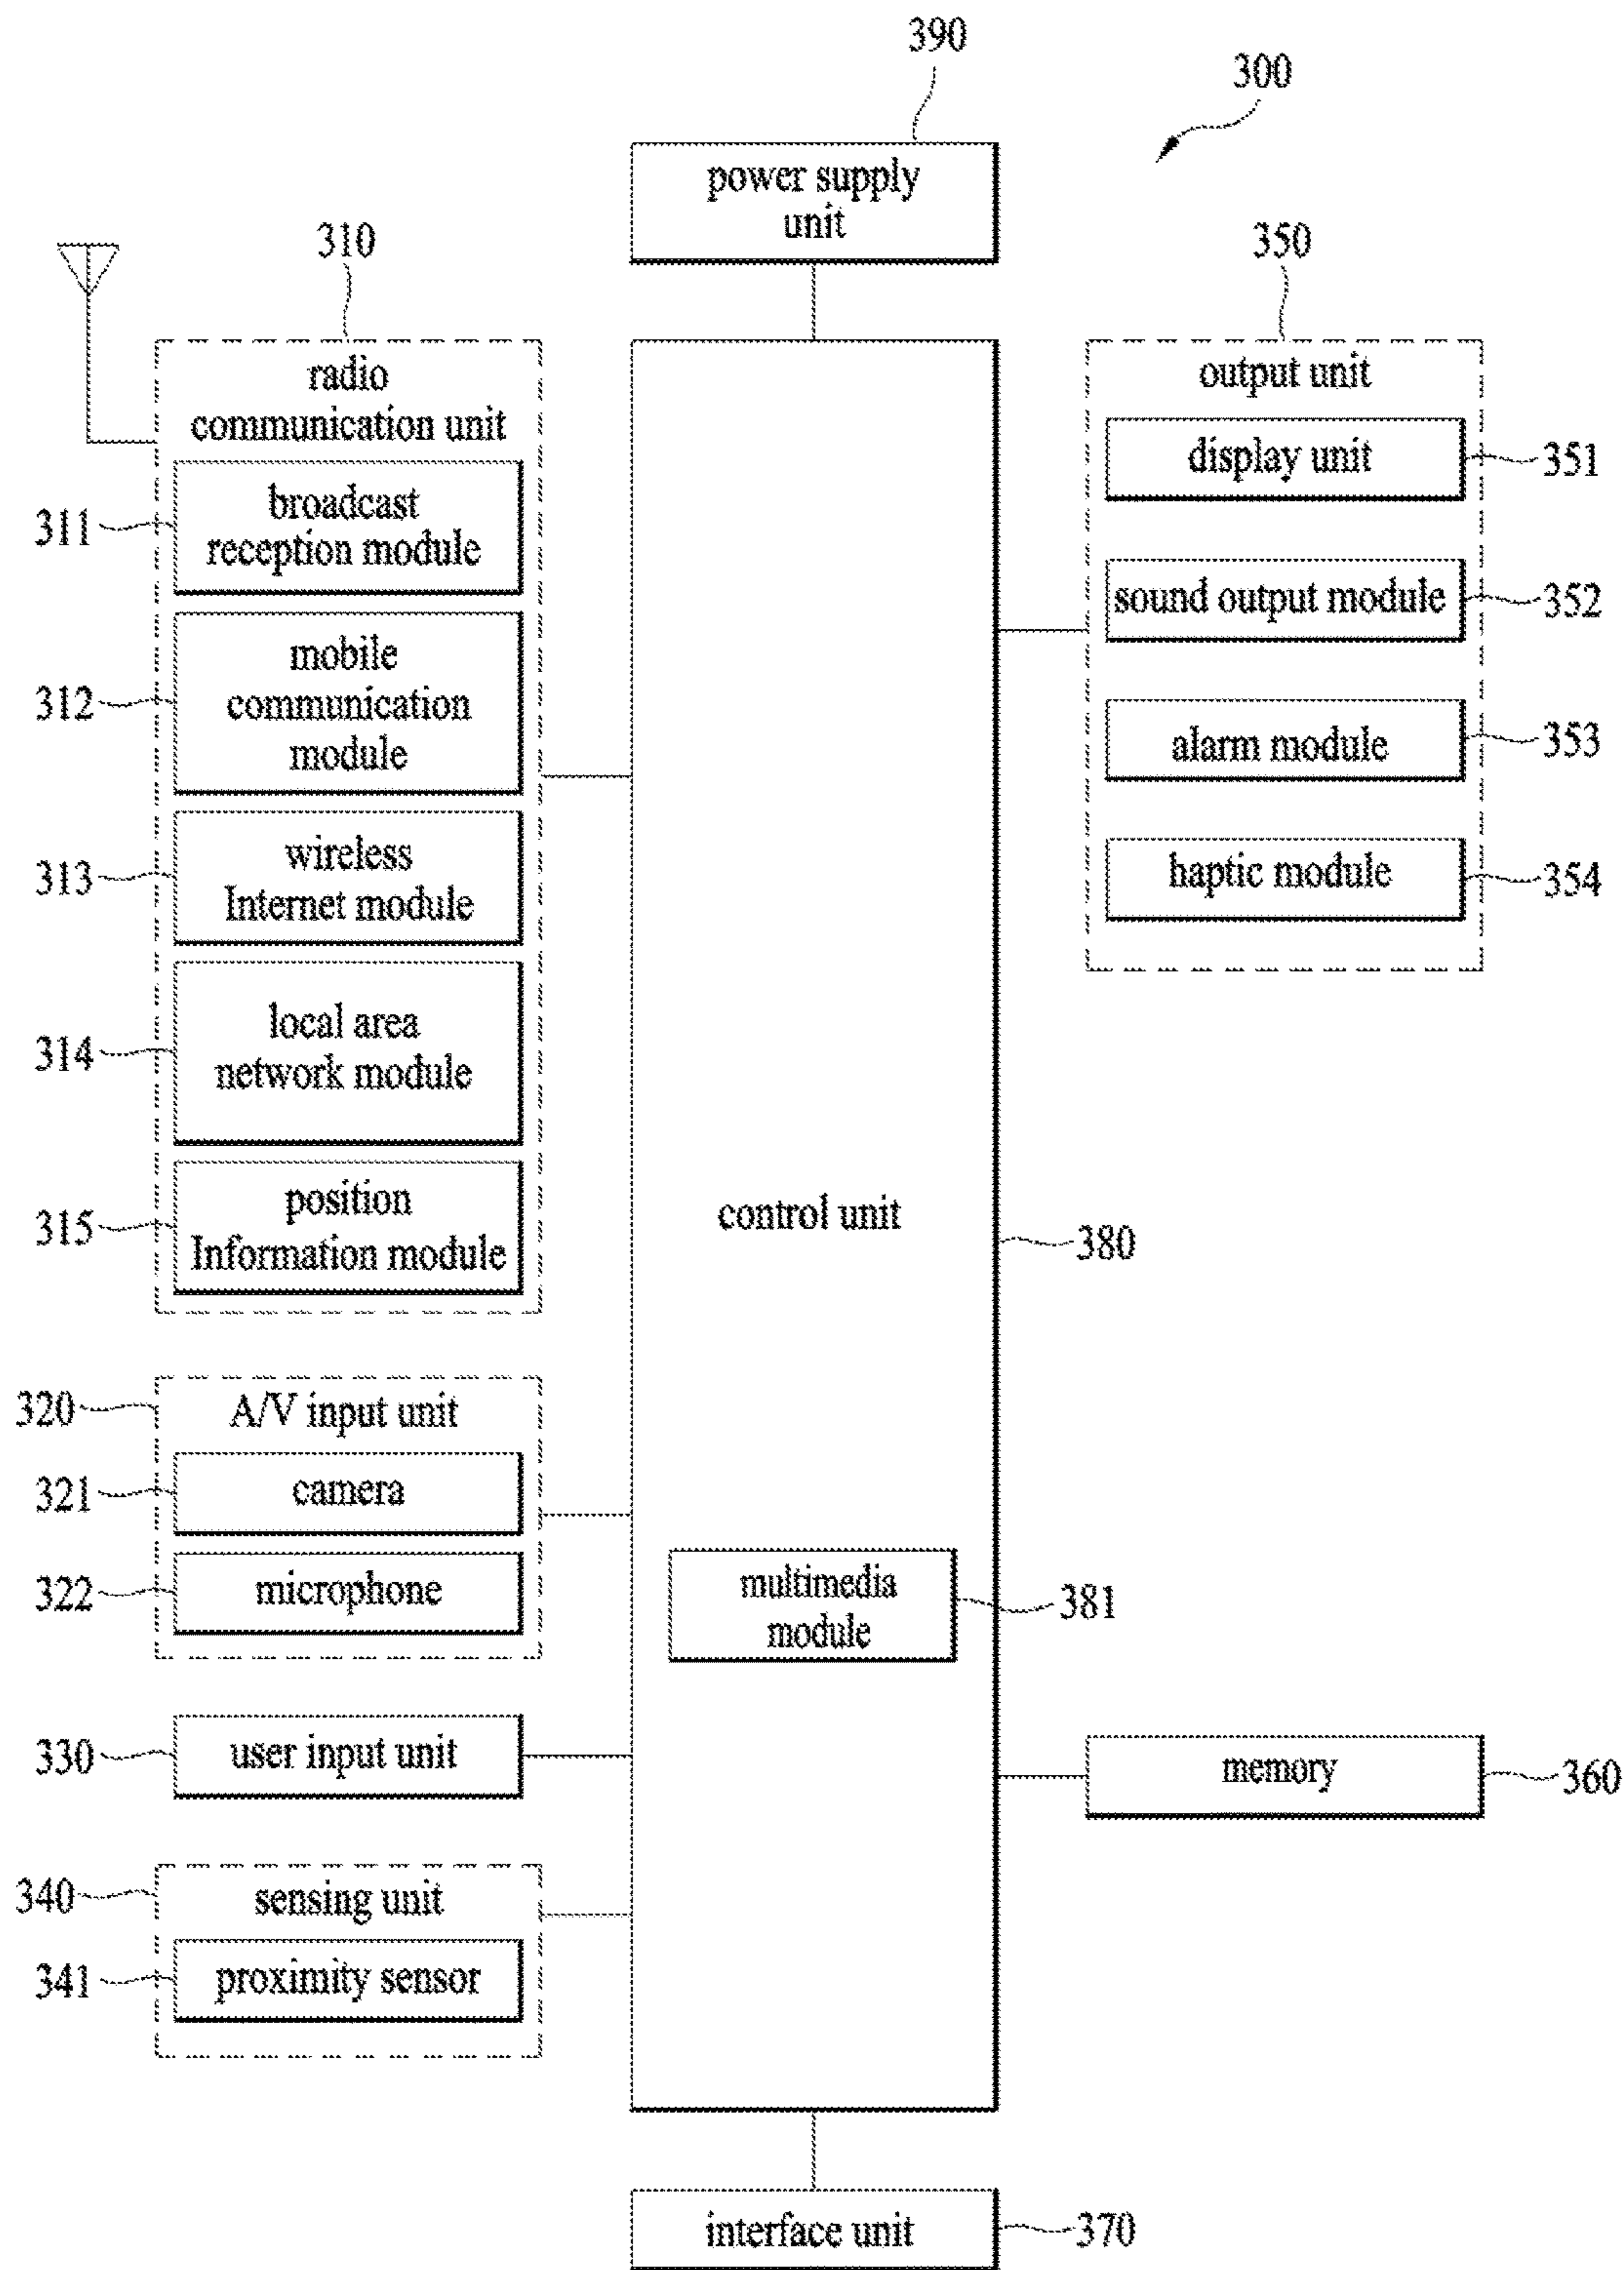 390
300
power supply
unit
310
350
radio
communication unit
311
broadcast
reception module
312
mobile
communication
module
313
wireless
Internet module
314
local area
network module
315
position
Information module
320
A/V input unit
321
camera
322
microphone
330
user input unit
340
sensing unit
341
proximity sensor
control unit
380
multimedia
module
381
output unit
display unit
351
sound output module
352
alarm module
353
haptic module
354
memory
360
interface unit
370